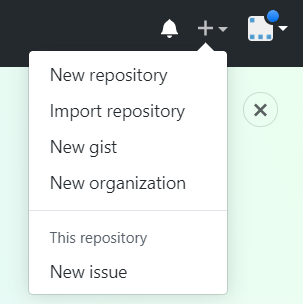 New repository
Import repository
New gist
New organization
This repository
New issue